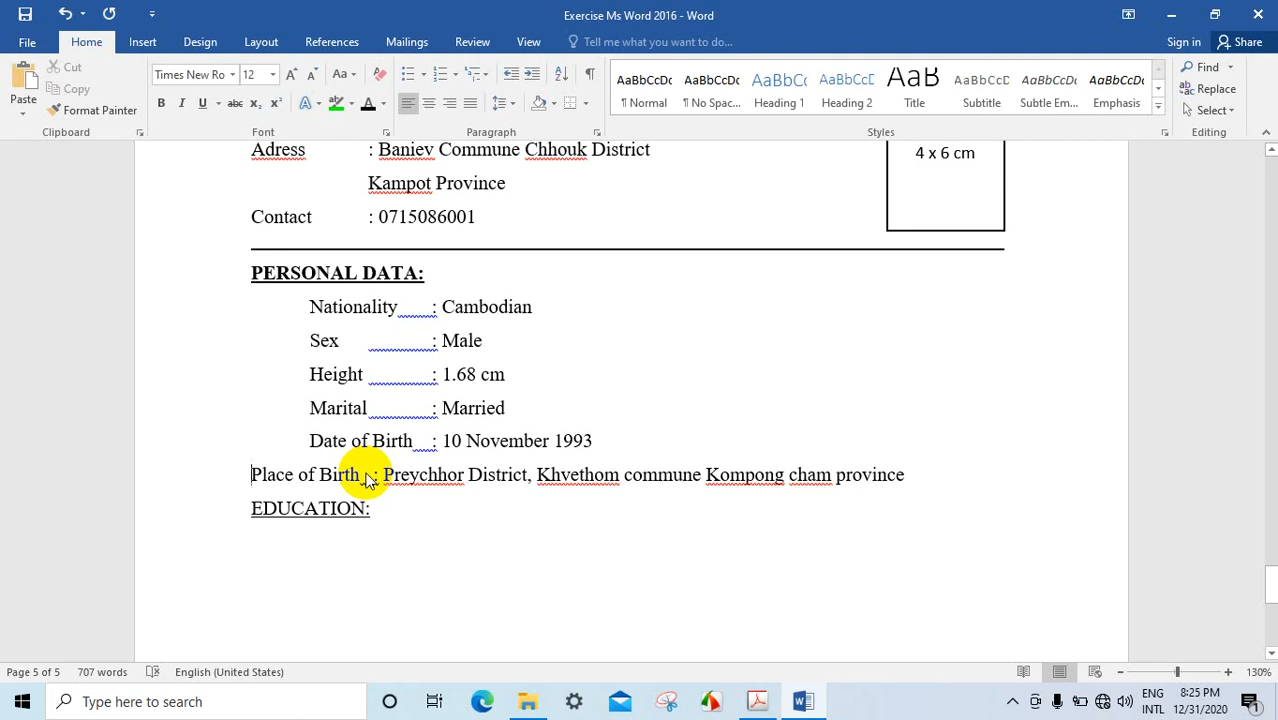 Exercise Word 2016 - Word
File Home Insert Design Layout References Mailings Review View Tell me what you want to do... Sign in Share
Cut
Copy
Format Painter
Paste
Times New Ro 12
AaBbCcDc AaBbCcDc AaBbCc AaBbCcD AaB AaBbCcD AaBbCcDc AaBbCcDc
¶ Normal ¶ No Spac... Heading Heading 2 Title Subtitle Subtle Em... Emphasis
Find
Replace
Select
Clipboard Font Paragraph Styles Editing
Adress : Baniev Commune Chhouk District
Kampot Province
Contact : 0715086001
4 x 6 cm
PERSONAL DATA:
Nationality : Cambodian
Sex : Male
Height : 1.68 cm
Marital : Married
Date of Birth : 10 November 1993
Place of Birth : Preychhor District, Khvethom commune Kompong cham province
EDUCATION:
Page 5 of 5 707 words English (United States) 130%
Type here to search
ENG
INTL
8:25 PM
12/31/2020